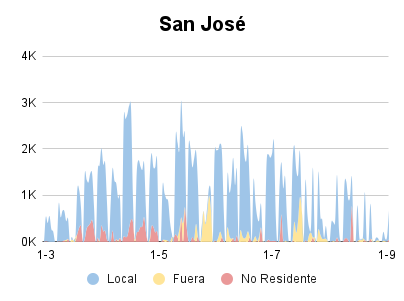 San José
4K
3K
2K
1K
0K
1-3 1-5 1-7 1-9
Local Fuera No Residente